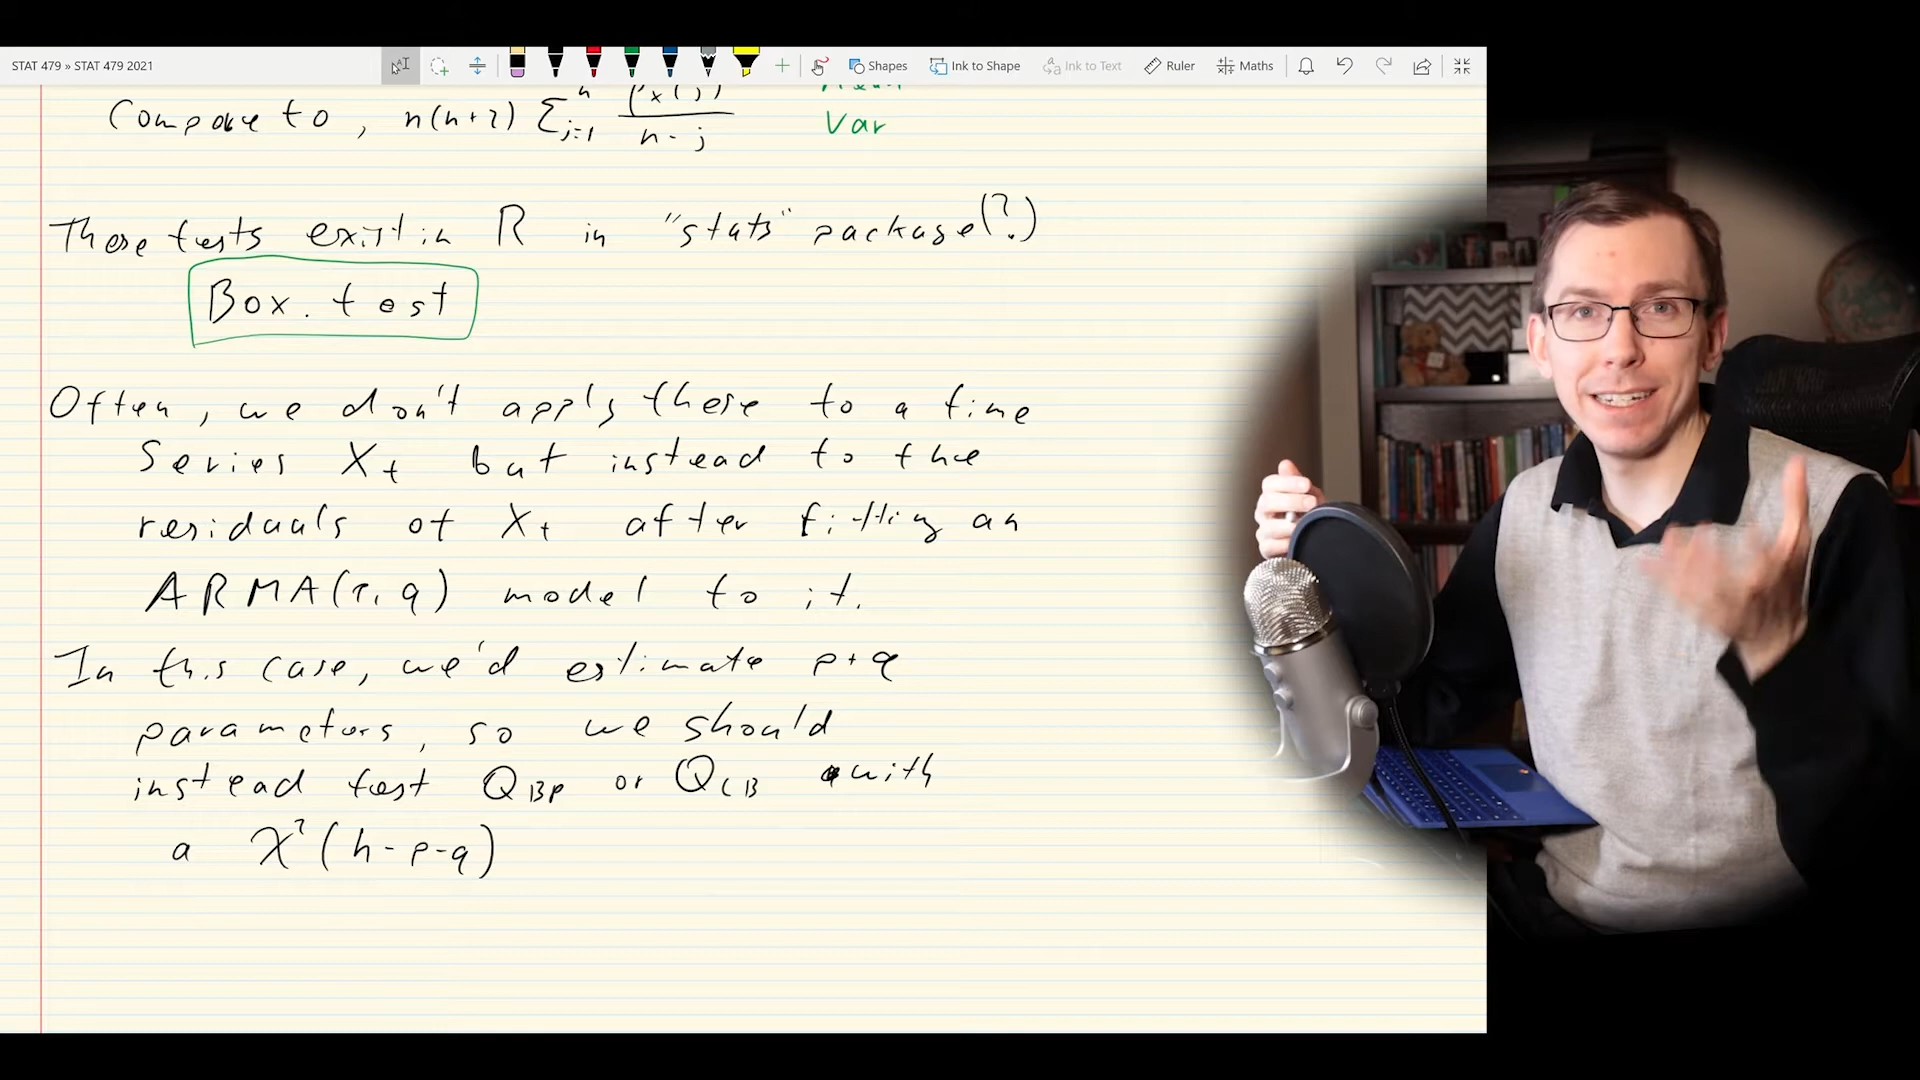 STAT 479 » STAT 479 2021
Shapes
Ink to Shape
Ink to Text
Ruler
Maths
Compare to, n(n+2) Σ_{j=1}^{h} / n-j
Var
These tests exist in R in "stats" package(?)
Box.test
Often, we don't apply these to a time
Series X_t but instead to the
residuals of X_t after fitting an
ARMA(p,q) model to it.
In this case, we'd estimate p+q
parameters, so we should
instead test Q_BP or Q_LB with
a χ²(h-p-q)